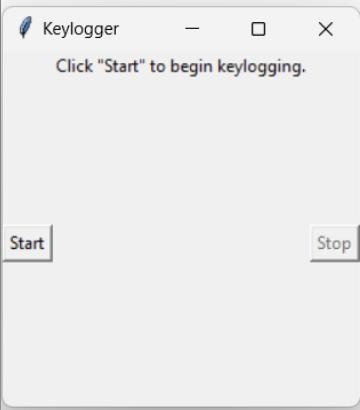 Keylogger
Click "Start" to begin keylogging.
Start
Stop